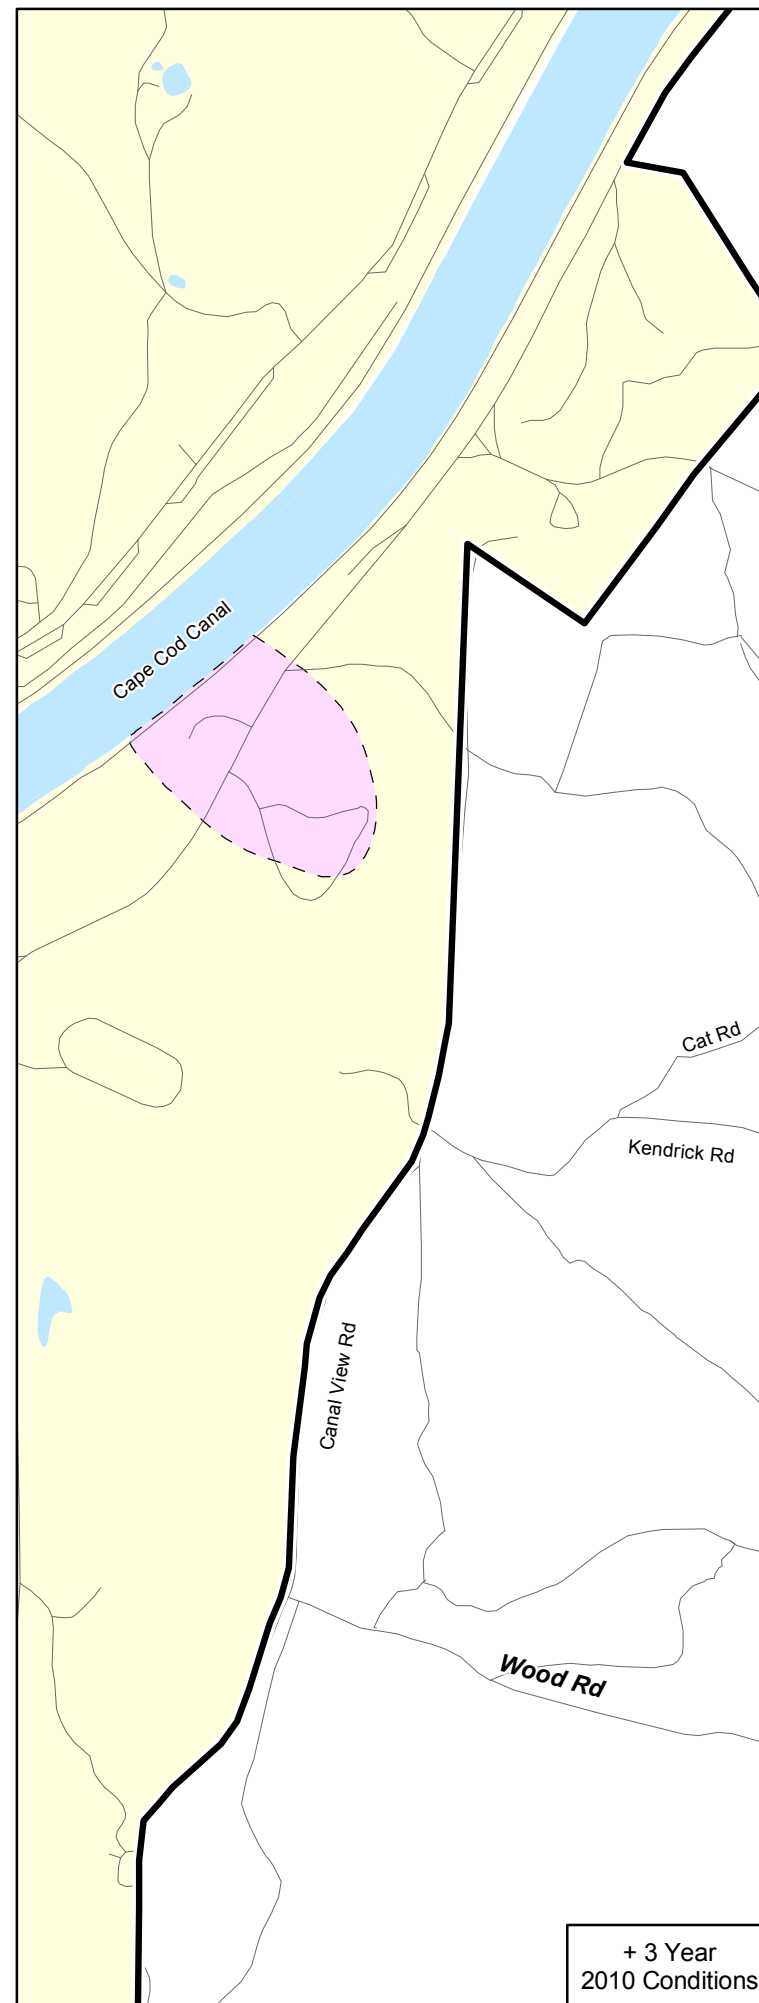 Cape Cod Canal
Cat Rd
Kendrick Rd
Canal View Rd
Wood Rd
+ 3 Year
2010 Conditions